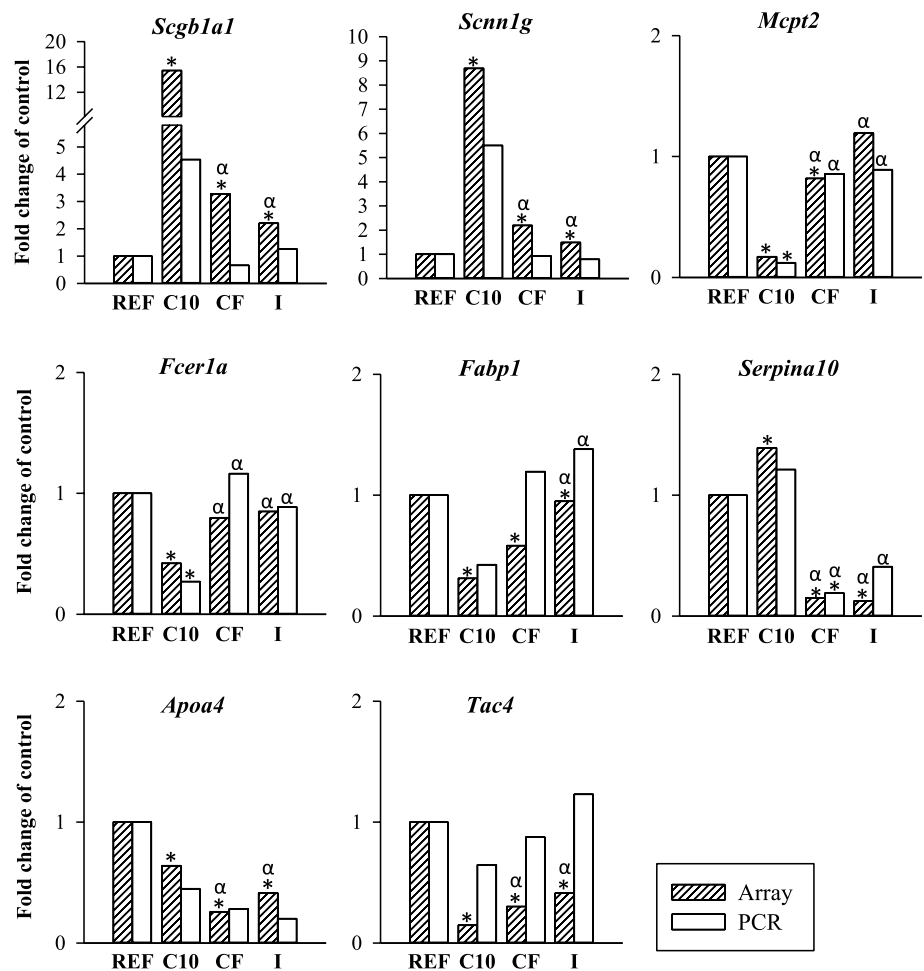 Scgb1a1
Scnn1g
Mcpt2
Fold change of control
20
16
12
5
4
3
2
1
0
*
α
*
α
*
REF C10 CF I
10
9
8
7
6
5
4
3
2
1
0
*
α
*
α
*
REF C10 CF I
2
1
0
* *
α
* α
α
α
REF C10 CF I
Fcer1a
Fabp1
Serpina10
Fold change of control
2
1
0
* *
α α
α α
REF C10 CF I
2
1
0
*
*
α
*
α
REF C10 CF I
2
1
0
*
α α
* *
α α
*
REF C10 CF I
Apoa4
Tac4
Fold change of control
2
1
0
*
α
*
α
*
REF C10 CF I
2
1
0
*
α
*
α
*
REF C10 CF I
Array
PCR